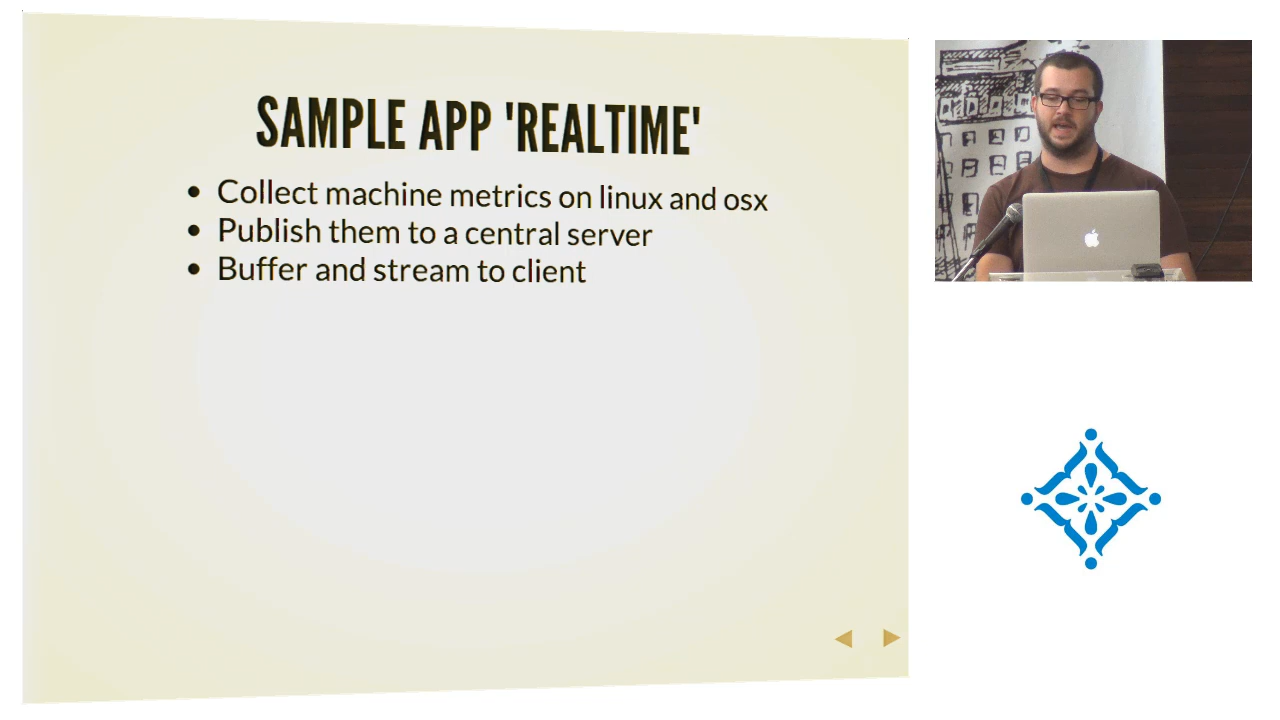 SAMPLE APP 'REALTIME'
Collect machine metrics on linux and osx
Publish them to a central server
Buffer and stream to client